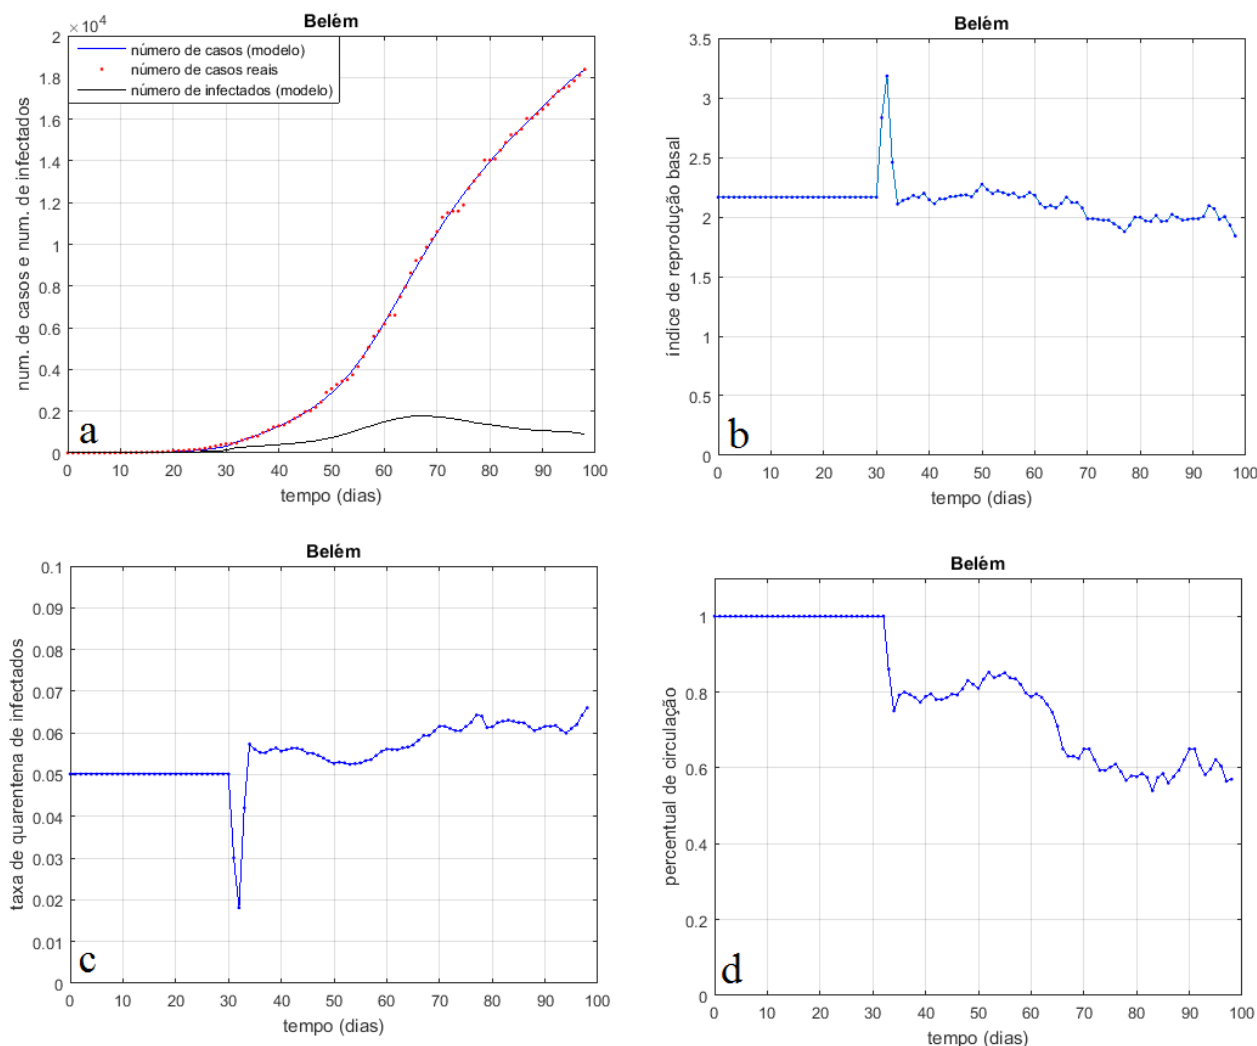 Belém
×10⁴
número de casos (modelo)
número de casos reais
número de infectados (modelo)
num. de casos e num. de infectados
2
1.8
1.6
1.4
1.2
1
0.8
0.6
0.4
0.2
0
a
0 10 20 30 40 50 60 70 80 90 100
tempo (dias)
Belém
índice de reprodução basal
3.5
3
2.5
2
1.5
1
0.5
0
b
0 10 20 30 40 50 60 70 80 90 100
tempo (dias)
Belém
taxa de quarentena de infectados
0.1
0.09
0.08
0.07
0.06
0.05
0.04
0.03
0.02
0.01
0
c
0 10 20 30 40 50 60 70 80 90 100
tempo (dias)
Belém
percentual de circulação
1
0.8
0.6
0.4
0.2
0
d
0 10 20 30 40 50 60 70 80 90 100
tempo (dias)